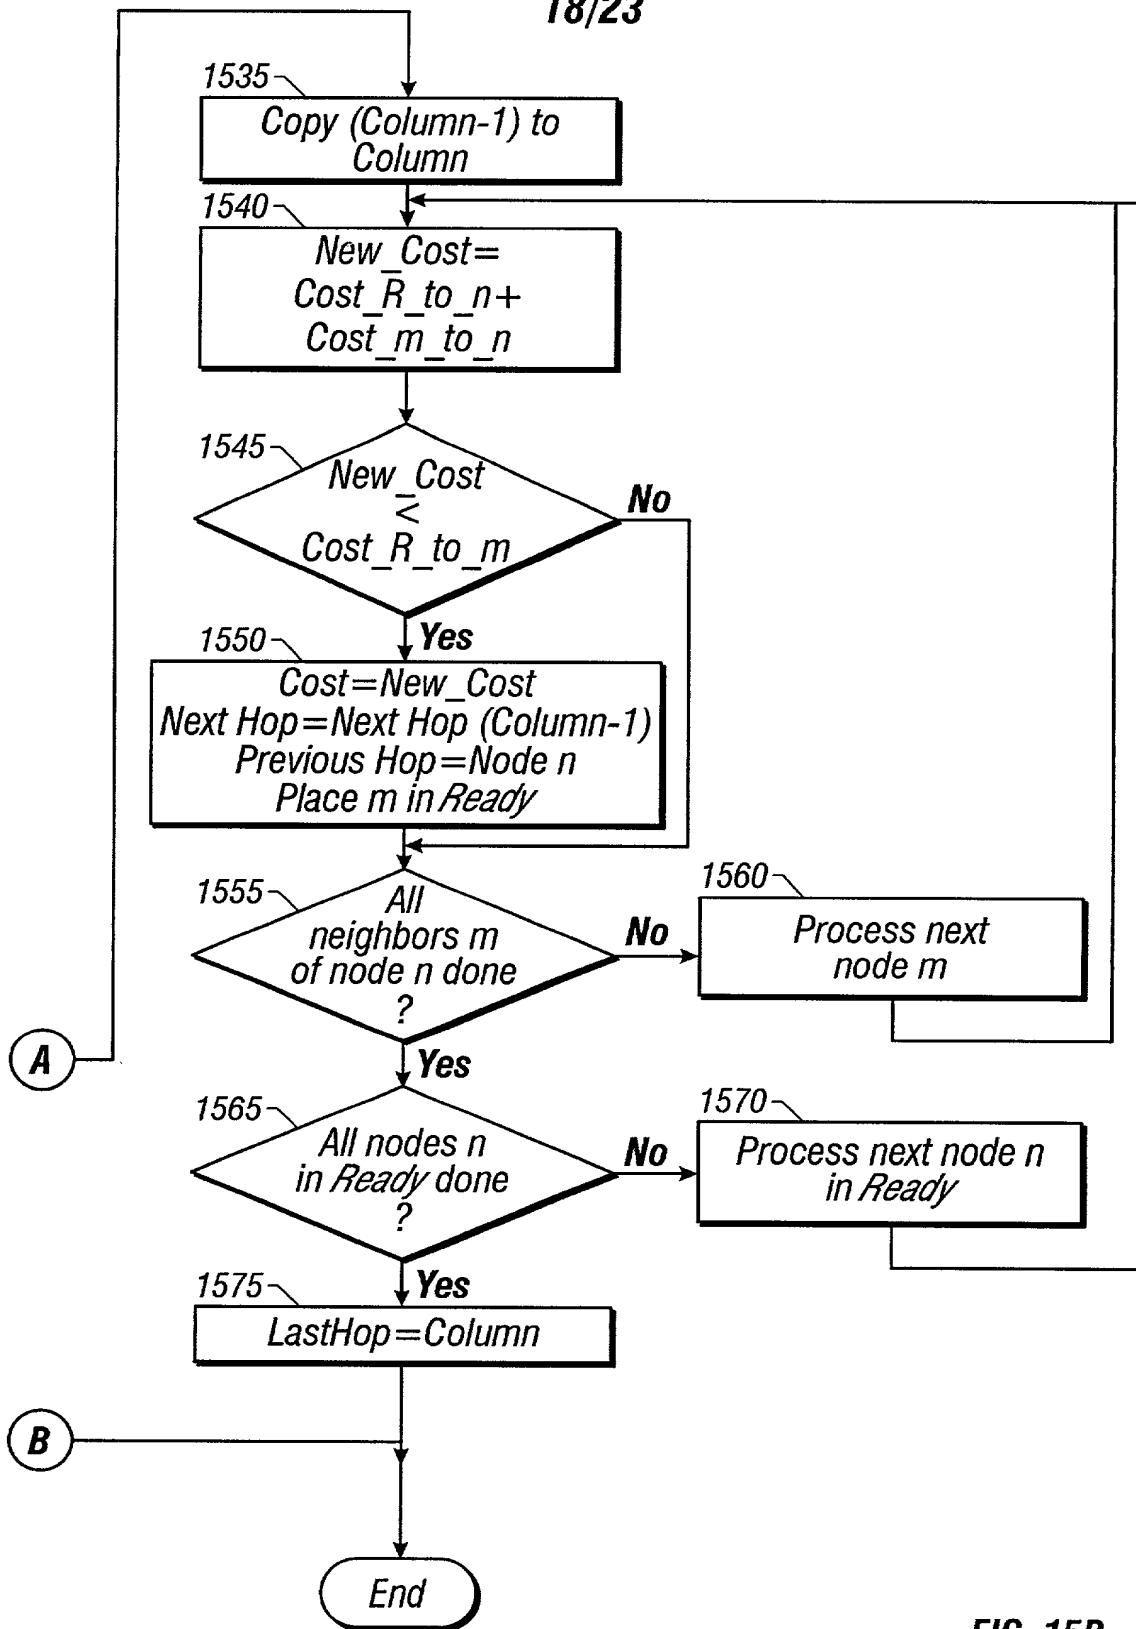 18/23
1535
Copy (Column-1) to
Column
1540
New_Cost=
Cost_R_to_n+
Cost_m_to_n
1545
New_Cost
<
Cost_R_to_m
No
Yes
1550
Cost=New_Cost
Next Hop=Next Hop (Column-1)
Previous Hop=Node n
Place m in Ready
1555
All
neighbors m
of node n done
?
No
1560
Process next
node m
A
Yes
1565
All nodes n
in Ready done
?
No
1570
Process next node n
in Ready
Yes
1575
LastHop=Column
B
End
FIG. 15B